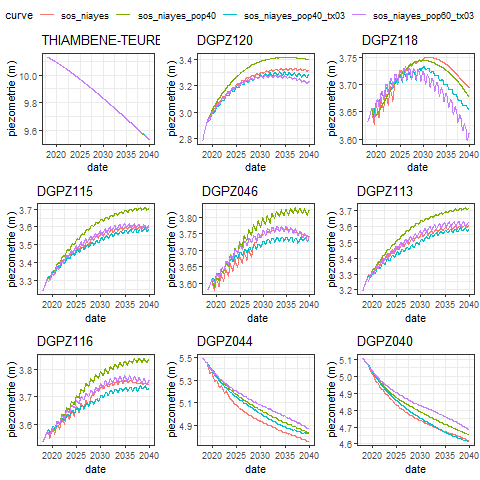 curve sos_niayes sos_niayes_pop40 sos_niayes_pop40_tx03 sos_niayes_pop60_tx03
THIAMBENE-TEURE DGPZ120 DGPZ118
piezometrie (m) 10.0 9.8 9.6 piezometrie (m) 3.4 3.2 3.0 2.8 piezometrie (m) 3.75 3.70 3.65 3.60
2020 2025 2030 2035 2040 2020 2025 2030 2035 2040 2020 2025 2030 2035 2040
date date date
DGPZ115 DGPZ046 DGPZ113
piezometrie (m) 3.7 3.6 3.5 3.4 3.3 piezometrie (m) 3.80 3.75 3.70 3.65 3.60 piezometrie (m) 3.7 3.6 3.5 3.4 3.3 3.2
2020 2025 2030 2035 2040 2020 2025 2030 2035 2040 2020 2025 2030 2035 2040
date date date
DGPZ116 DGPZ044 DGPZ040
piezometrie (m) 3.8 3.7 3.6 piezometrie (m) 5.5 5.3 5.1 4.9 piezometrie (m) 5.1 5.0 4.9 4.8 4.7 4.6
2020 2025 2030 2035 2040 2020 2025 2030 2035 2040 2020 2025 2030 2035 2040
date date date